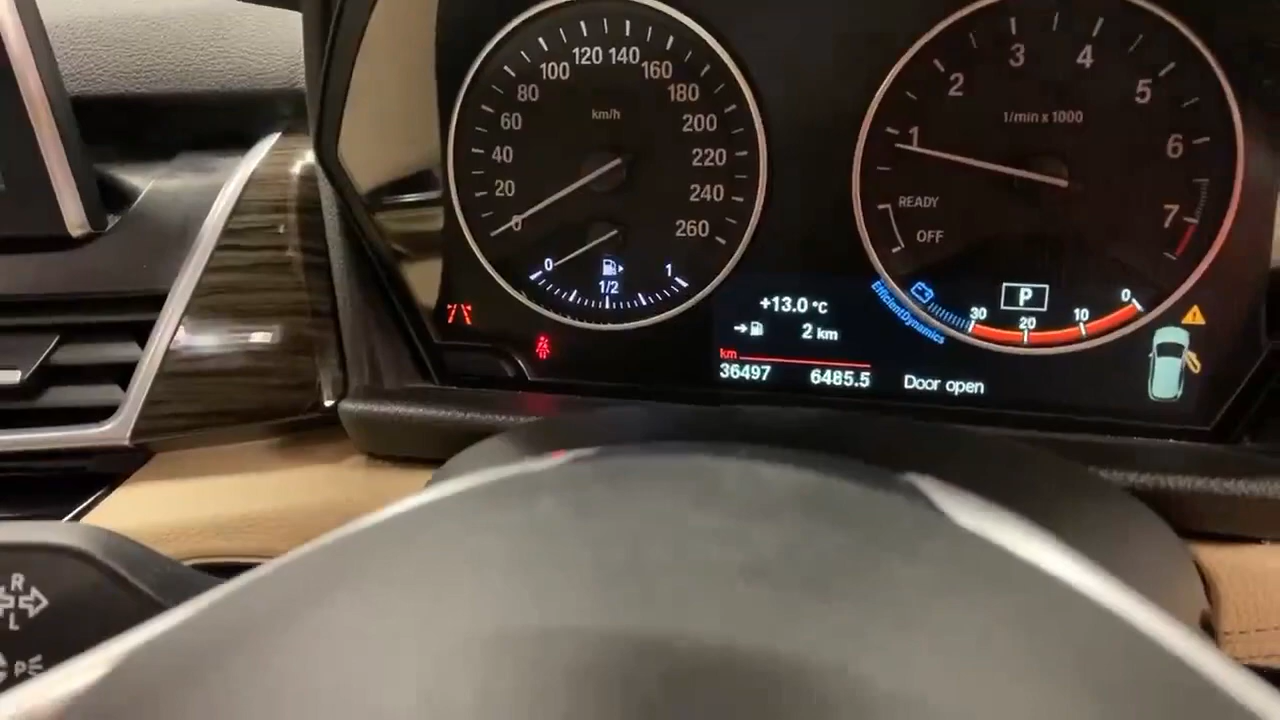 120 140
100 160
80 180
60 km/h 200
40 220
20 240
0 260
0 1
1/2
3 4
2 5
1/min x 1000
1 6
READY 7
OFF
+13.0 °C
2 km
km
36497 6485.5
EfficientDynamics
P
30 20 10 0
Door open
R
L
P